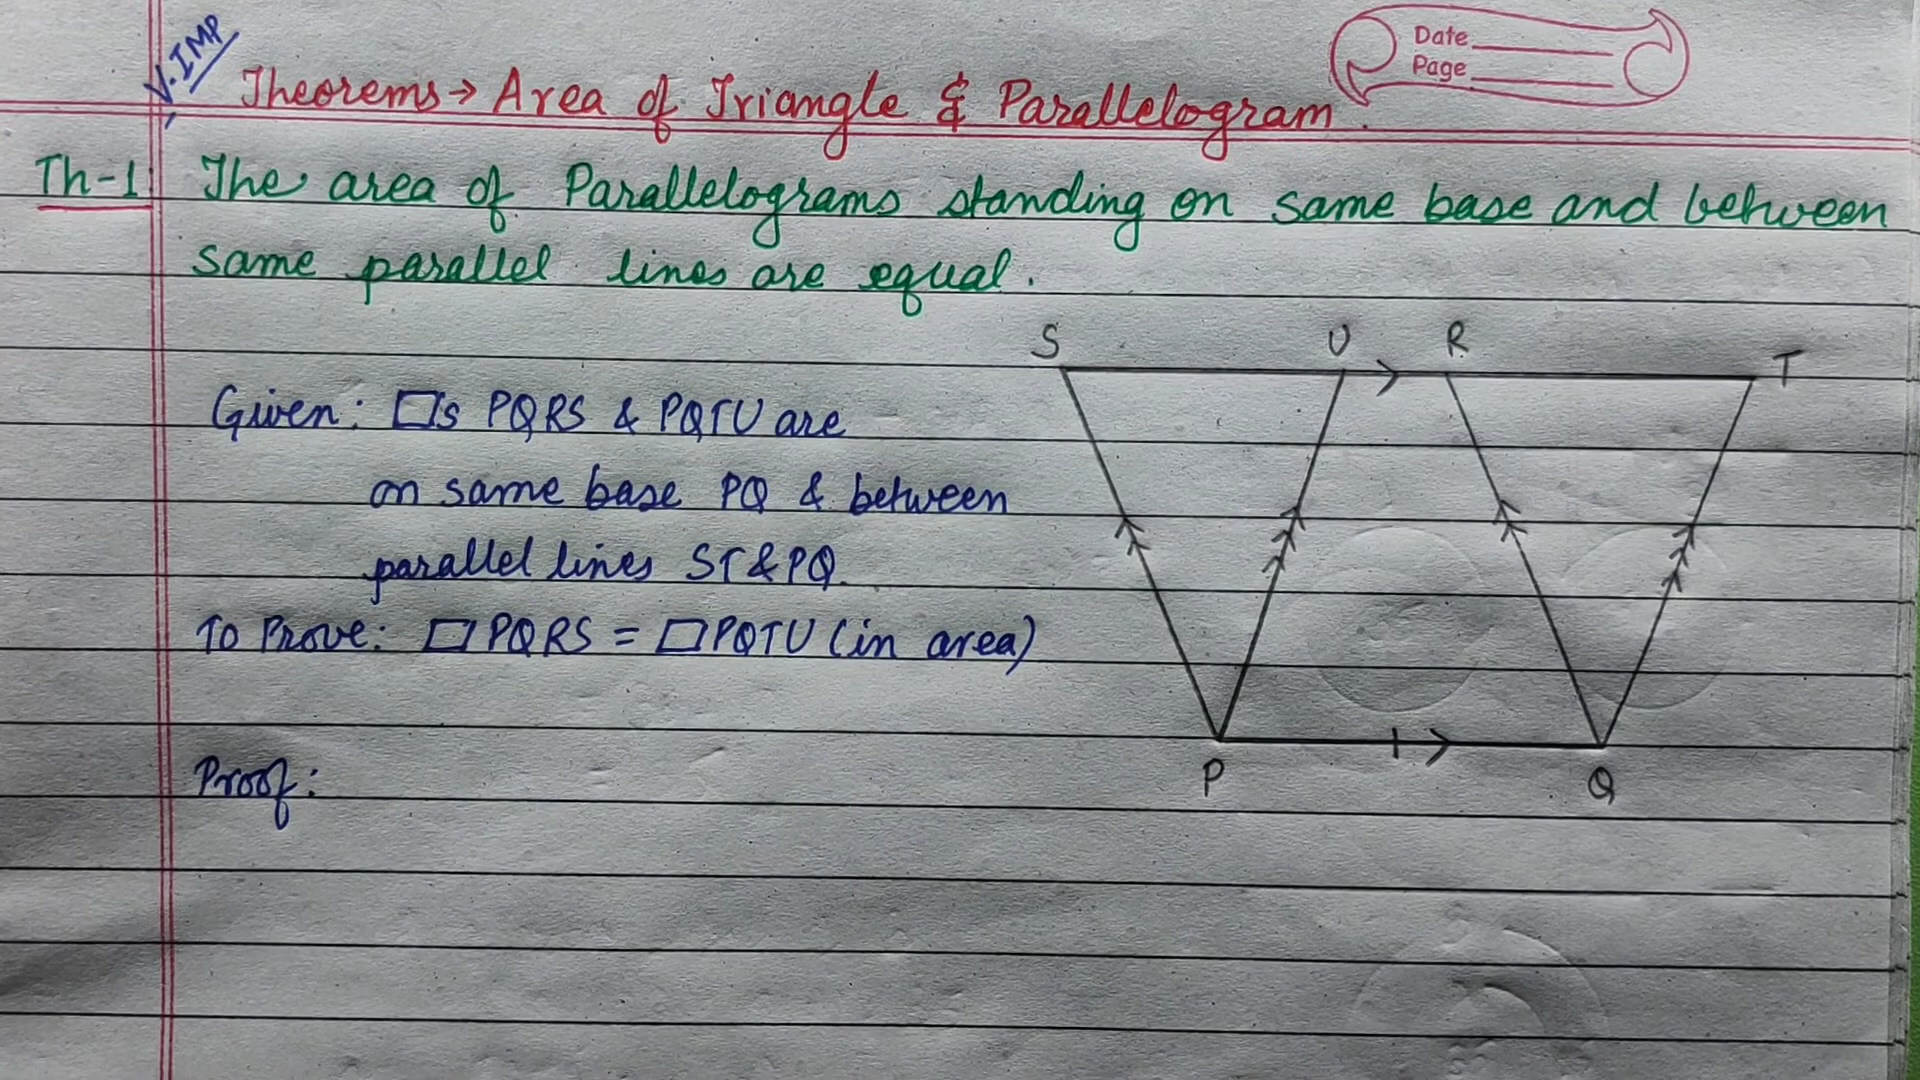 V.IMP
Date
Page
Theorems → Area of Triangle & Parallelogram.
Th-1 The area of Parallelograms standing on same base and between
same parallel lines are equal.
S U R T
Given: ▱s PQRS & PQTU are
on same base PQ & between
parallel lines ST & PQ.
To Prove: ▱PQRS = ▱PQTU (in area)
P Q
Proof: